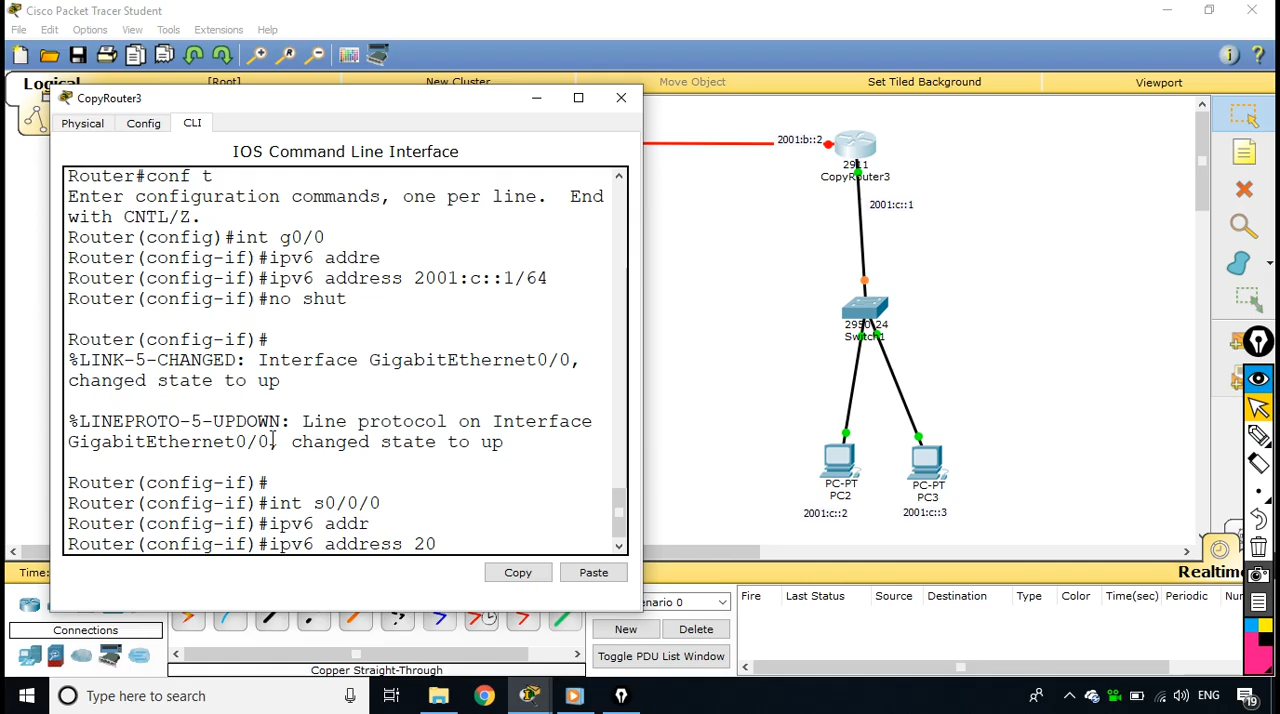 Cisco Packet Tracer Student
File Edit Options View Tools Extensions Help
Logical [Root] New Cluster Move Object Set Tiled Background Viewport
CopyRouter3
Physical Config CLI
IOS Command Line Interface
Router#conf t
Enter configuration commands, one per line. End
with CNTL/Z.
Router(config)#int g0/0
Router(config-if)#ipv6 addre
Router(config-if)#ipv6 address 2001:c::1/64
Router(config-if)#no shut
Router(config-if)#
%LINK-5-CHANGED: Interface GigabitEthernet0/0,
changed state to up
%LINEPROTO-5-UPDOWN: Line protocol on Interface
GigabitEthernet0/0, changed state to up
Router(config-if)#
Router(config-if)#int s0/0/0
Router(config-if)#ipv6 addr
Router(config-if)#ipv6 address 20
Copy Paste
2001:b::2
2911
CopyRouter3
2001:c::1
2950-24
Switch1
PC-PT
PC2
2001:c::2
PC-PT
PC3
2001:c::3
Time:
Realtime
Connections
Copper Straight-Through
enario 0
New Delete
Toggle PDU List Window
Fire Last Status Source Destination Type Color Time(sec) Periodic
Type here to search
ENG
19